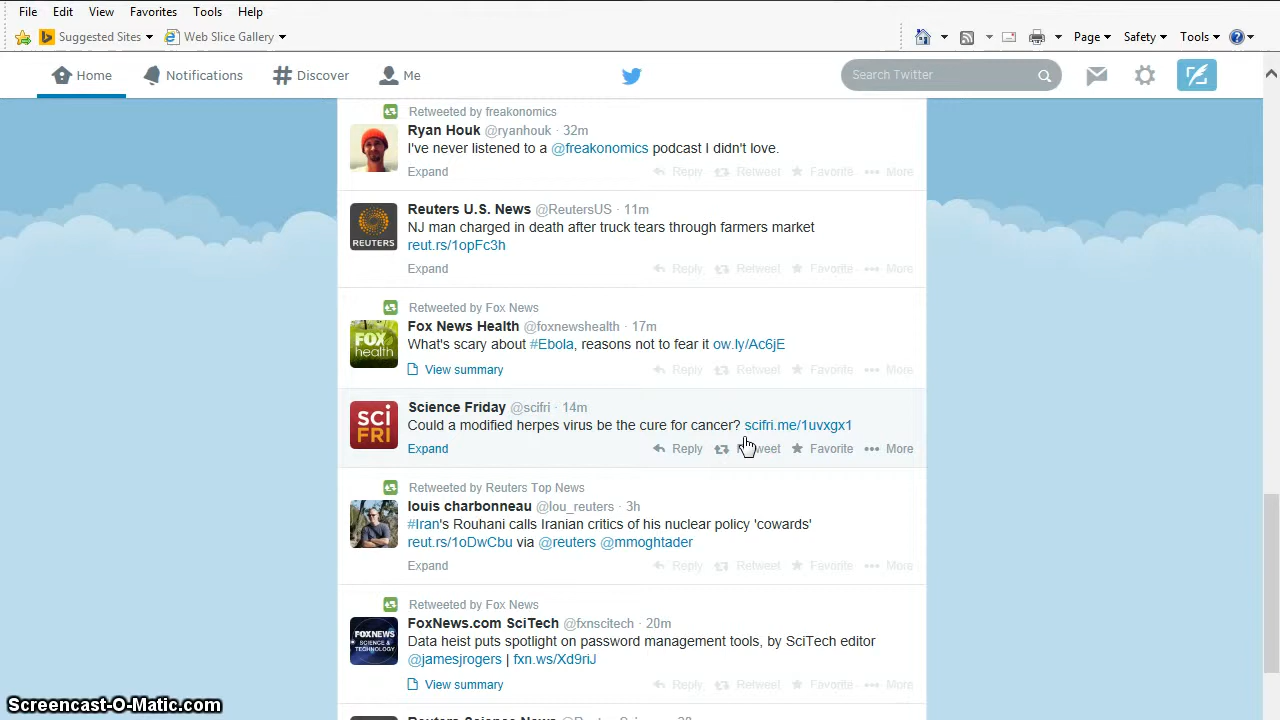 File Edit View Favorites Tools Help
Suggested Sites Web Slice Gallery Page Safety Tools
Home Notifications Discover Me Search Twitter
Retweeted by freakonomics
Ryan Houk @ryanhouk · 32m
I've never listened to a @freakonomics podcast I didn't love.
Expand Reply Retweet Favorite More
Reuters U.S. News @ReutersUS · 11m
REUTERS
NJ man charged in death after truck tears through farmers market
reut.rs/1opFc3h
Expand Reply Retweet Favorite More
Retweeted by Fox News
Fox News Health @foxnewshealth · 17m
FOX health
What's scary about #Ebola, reasons not to fear it ow.ly/Ac6jE
View summary Reply Retweet Favorite More
Science Friday @scifri · 14m
SCI FRI
Could a modified herpes virus be the cure for cancer? scifri.me/1uvxgx1
Expand Reply Retweet Favorite More
Retweeted by Reuters Top News
louis charbonneau @lou_reuters · 3h
#Iran's Rouhani calls Iranian critics of his nuclear policy 'cowards'
reut.rs/1oDwCbu via @reuters @mmoghtader
Expand Reply Retweet Favorite More
Retweeted by Fox News
FoxNews.com SciTech @fxnscitech · 20m
FOX NEWS
SCIENCE &
TECHNOLOGY
Data heist puts spotlight on password management tools, by SciTech editor
@jamesjrogers | fxn.ws/Xd9riJ
View summary Reply Retweet Favorite More
Screencast-O-Matic.com